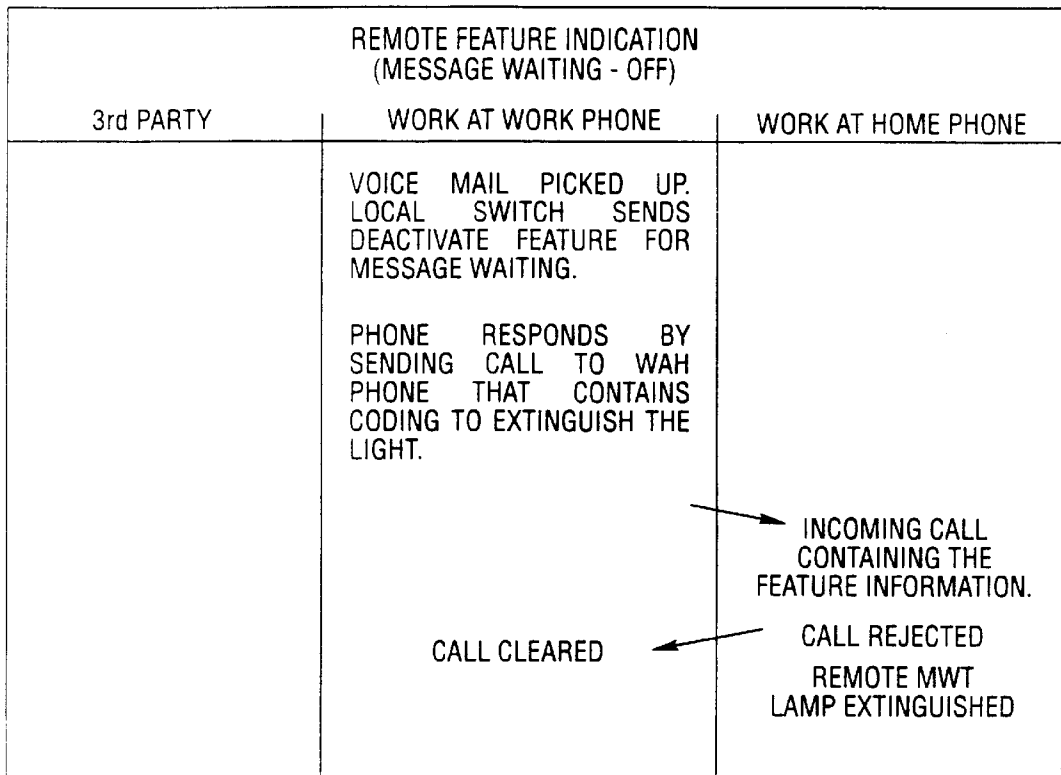 REMOTE FEATURE INDICATION
(MESSAGE WAITING - OFF)
3rd PARTY
WORK AT WORK PHONE
WORK AT HOME PHONE
VOICE MAIL PICKED UP.
LOCAL SWITCH SENDS
DEACTIVATE FEATURE FOR
MESSAGE WAITING.
PHONE RESPONDS BY
SENDING CALL TO WAH
PHONE THAT CONTAINS
CODING TO EXTINGUISH THE
LIGHT.
INCOMING CALL
CONTAINING THE
FEATURE INFORMATION.
CALL CLEARED
CALL REJECTED
REMOTE MWT
LAMP EXTINGUISHED